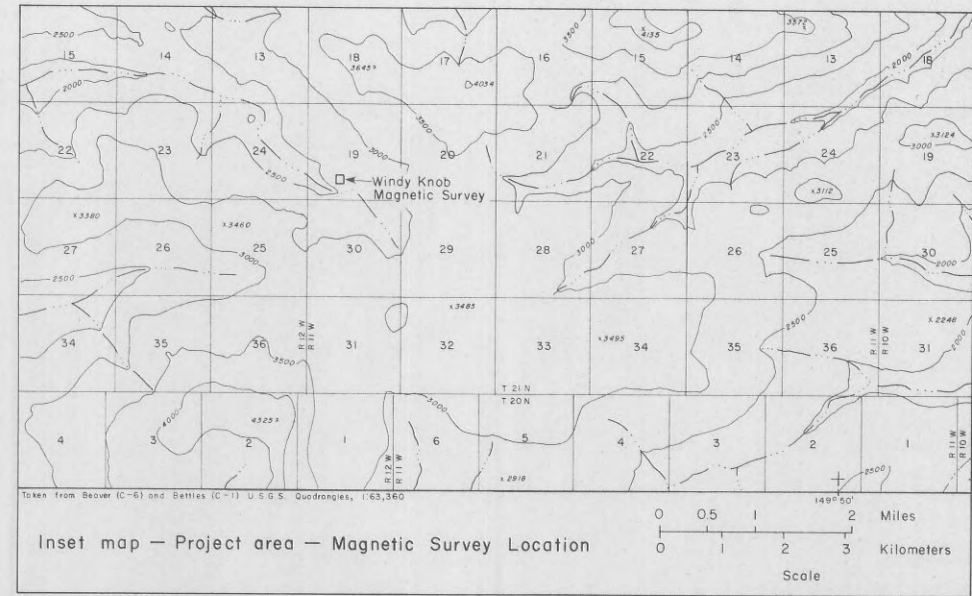 3500
x 4135
3572 x
2500
15
14
13
18
17
16
15
14
13
18
2000
3645 x
4034
2000
3500
2500
22
23
24
19
3000
20
21
22
23
24
x 3124
3000
19
2500
Windy Knob
Magnetic Survey
x 3112
x 3380
x 3460
27
26
25
30
29
28
3000
27
26
25
30
2500
3000
2500
2000
x 3485
x 3495
2500
x 2246
34
35
36
R 12 W
R 11 W
31
32
33
34
35
36
R 11 W
R 10 W
31
2000
3500
T 21 N
T 20 N
3000
4000
4525 x
4
3
2
1
R 12 W
R 11 W
6
5
4
3
2
1
R 11 W
R 10 W
x 2918
2500
Taken from Beaver (C-6) and Bettles (C-1) U.S.G.S. Quadrangles, 1:63,360
149° 50'
0 0.5 1 2 Miles
Inset map — Project area — Magnetic Survey Location
0 1 2 3 Kilometers
Scale